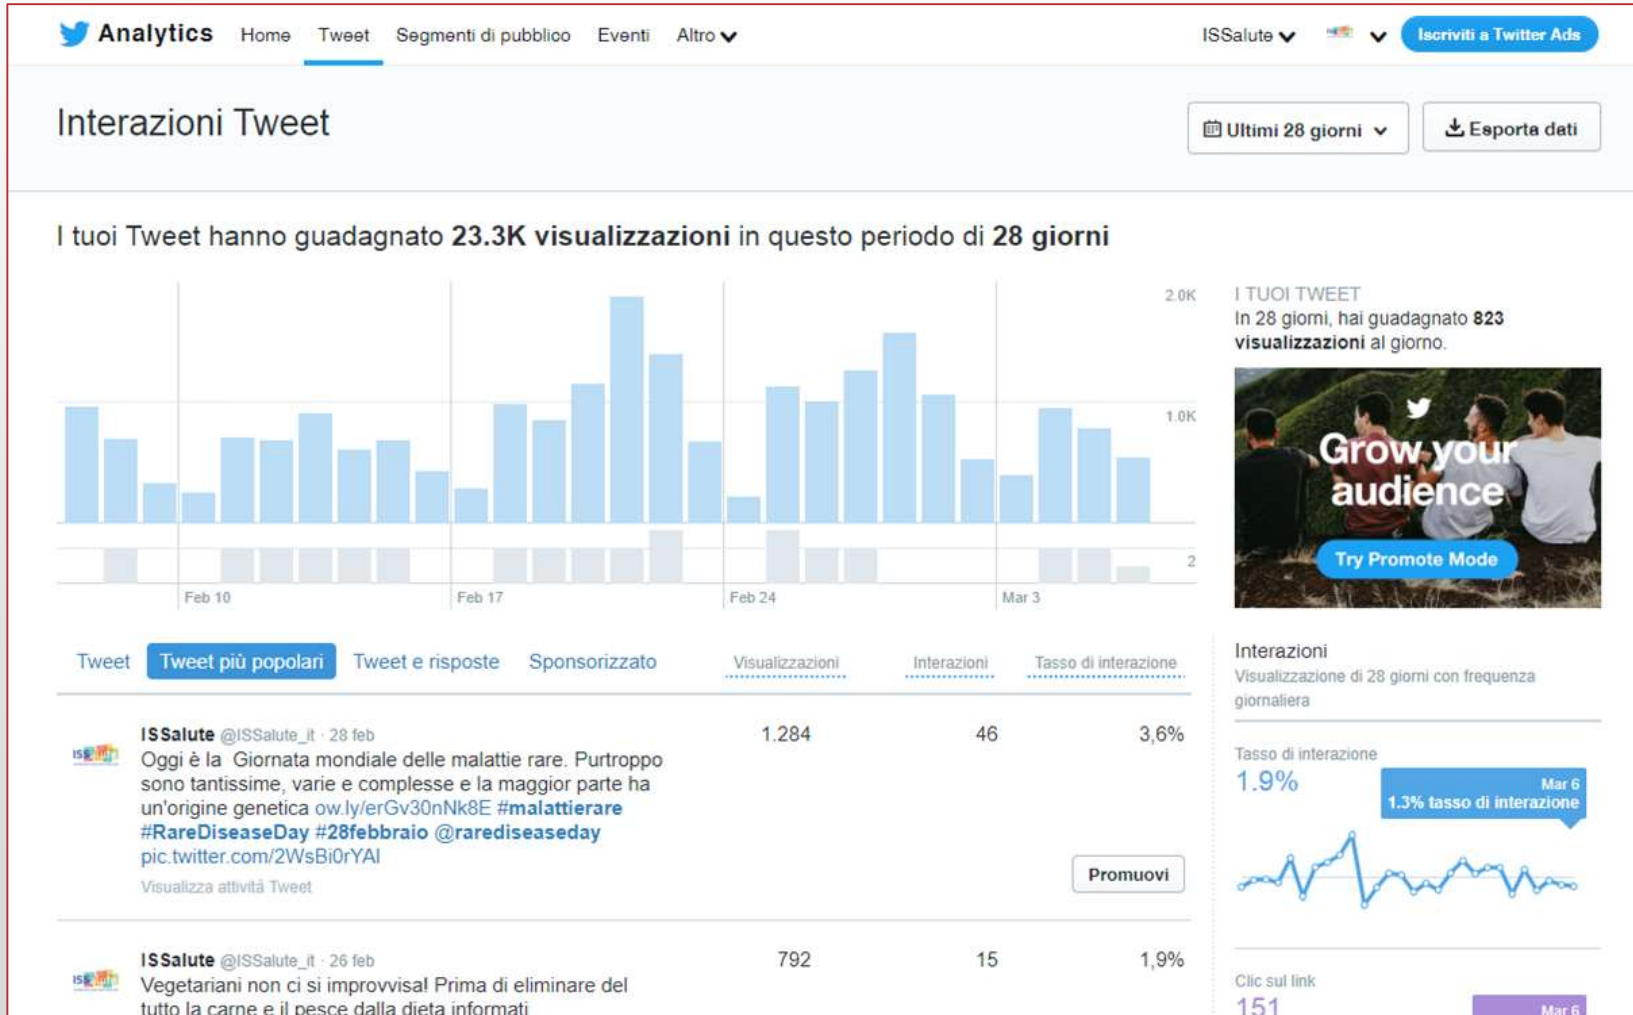 Analytics Home Tweet Segmenti di pubblico Eventi Altro
ISSalute Iscriviti a Twitter Ads
Interazioni Tweet
Ultimi 28 giorni Esporta dati
I tuoi Tweet hanno guadagnato 23.3K visualizzazioni in questo periodo di 28 giorni
2.0K
1.0K
2
Feb 10 Feb 17 Feb 24 Mar 3
I TUOI TWEET
In 28 giorni, hai guadagnato 823
visualizzazioni al giorno.
Grow your
audience
Try Promote Mode
Tweet Tweet più popolari Tweet e risposte Sponsorizzato Visualizzazioni Interazioni Tasso di interazione
ISSalute @ISSalute_it · 28 feb 1.284 46 3,6%
Oggi è la Giornata mondiale delle malattie rare. Purtroppo
sono tantissime, varie e complesse e la maggior parte ha
un'origine genetica ow.ly/erGv30nNk8E #malattierare
#RareDiseaseDay #28febbraio @rarediseaseday
pic.twitter.com/2WsBi0rYAI
Visualizza attività Tweet
Promuovi
ISSalute @ISSalute_it · 26 feb 792 15 1,9%
Vegetariani non ci si improvvisa! Prima di eliminare del
tutto la carne e il pesce dalla dieta informati
Interazioni
Visualizzazione di 28 giorni con frequenza
giornaliera
Tasso di interazione
1.9%
Mar 6
1.3% tasso di interazione
Clic sul link
151
Mar 6